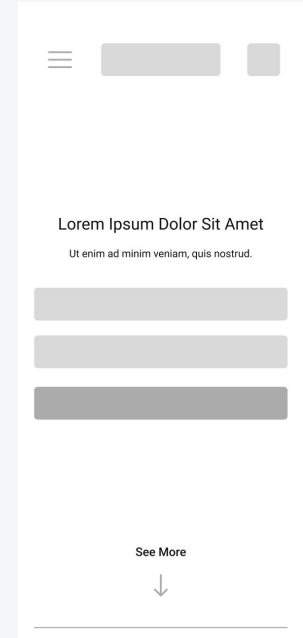 Lorem Ipsum Dolor Sit Amet
Ut enim ad minim veniam, quis nostrud.
See More